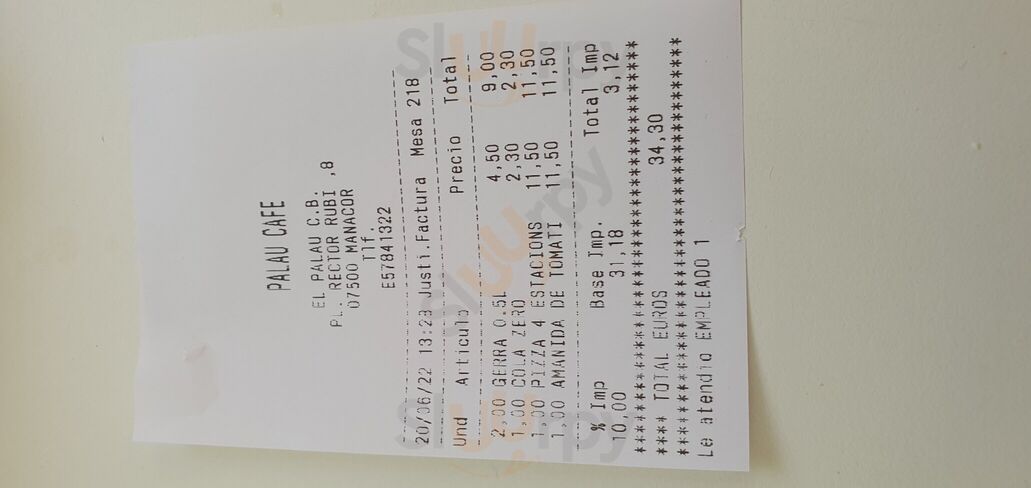 PALAU CAFE
EL PALAU C.B.
PL. RECTOR RUBI ,8
07500 MANACOR
Tlf.
E57841322
20/06/22 13:23 Justi.Factura Mesa 218
Und Articulo Precio Total
2,00 GERRA 0.5L 4,50 9,00
1,00 COLA ZERO 2,30 2,30
1,00 PIZZA 4 ESTACIONS 11,50 11,50
1,00 AMANIDA DE TOMATI 11,50 11,50
% Imp Base Imp. Total Imp
10,00 31,18 3,12
**** TOTAL EUROS 34,30
Le atendio EMPLEADO 1
Sluurpy
Sluurpy
Sluurpy